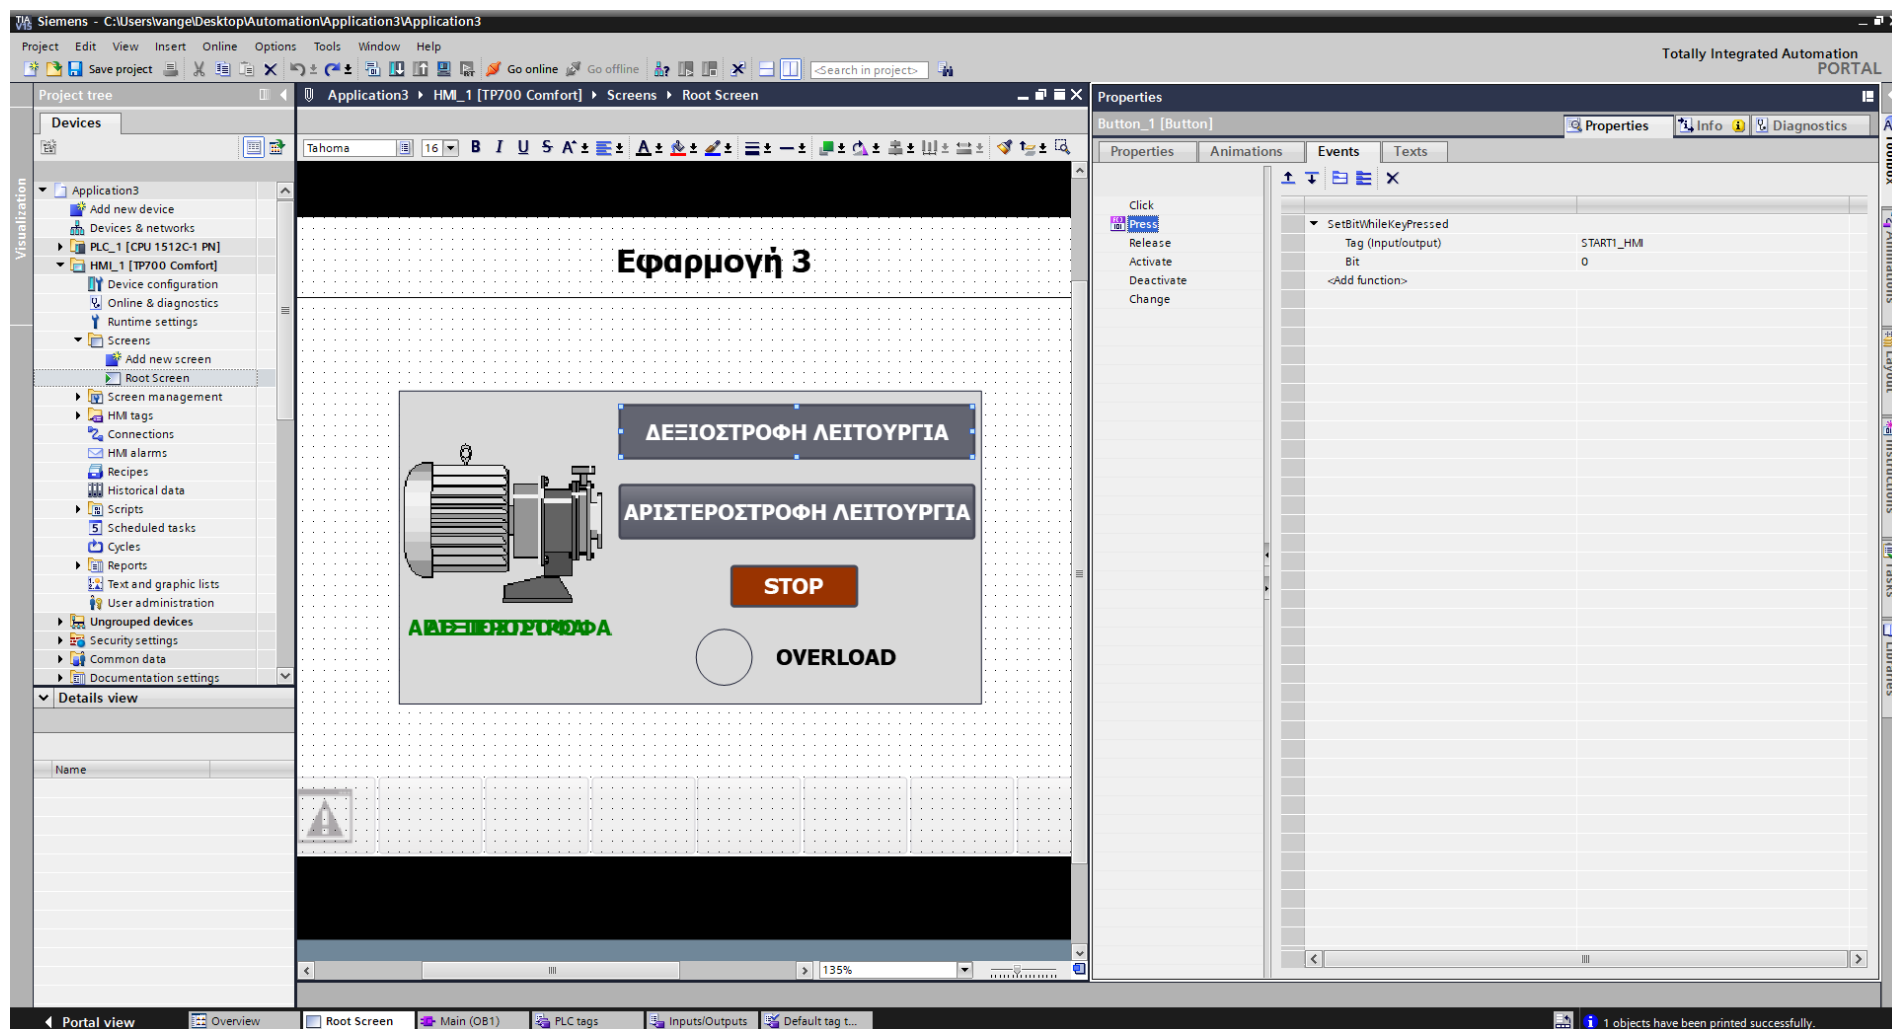 Siemens - C:\Users\vange\Desktop\Automation\Application3\Application3
Project Edit View Insert Online Options Tools Window Help
Totally Integrated Automation
PORTAL
Save project Go online Go offline <Search in project>
Project tree
Application3 HMI_1 [TP700 Comfort] Screens Root Screen
Properties
Devices
Button_1 [Button]
Properties Info Diagnostics
Tahoma 16 B I U S A
Properties Animations Events Texts
Visualization
Application3
Add new device
Devices & networks
PLC_1 [CPU 1512C-1 PN]
HMI_1 [TP700 Comfort]
Device configuration
Online & diagnostics
Runtime settings
Screens
Add new screen
Root Screen
Screen management
HMI tags
Connections
HMI alarms
Recipes
Historical data
Scripts
Scheduled tasks
Cycles
Reports
Text and graphic lists
User administration
Ungrouped devices
Security settings
Common data
Documentation settings
Details view
Name
Εφαρμογή 3
ΔΕΞΙΟΣΤΡΟΦΗ ΛΕΙΤΟΥΡΓΙΑ
ΑΡΙΣΤΕΡΟΣΤΡΟΦΗ ΛΕΙΤΟΥΡΓΙΑ
STOP
OVERLOAD
135%
Click
Press
Release
Activate
Deactivate
Change
SetBitWhileKeyPressed
Tag (Input/output) START1_HMI
Bit 0
<Add function>
Toolbox
Animations
Layout
Instructions
Tasks
Libraries
Portal view Overview Root Screen Main (OB1) PLC tags Inputs/Outputs Default tag t...
1 objects have been printed successfully.